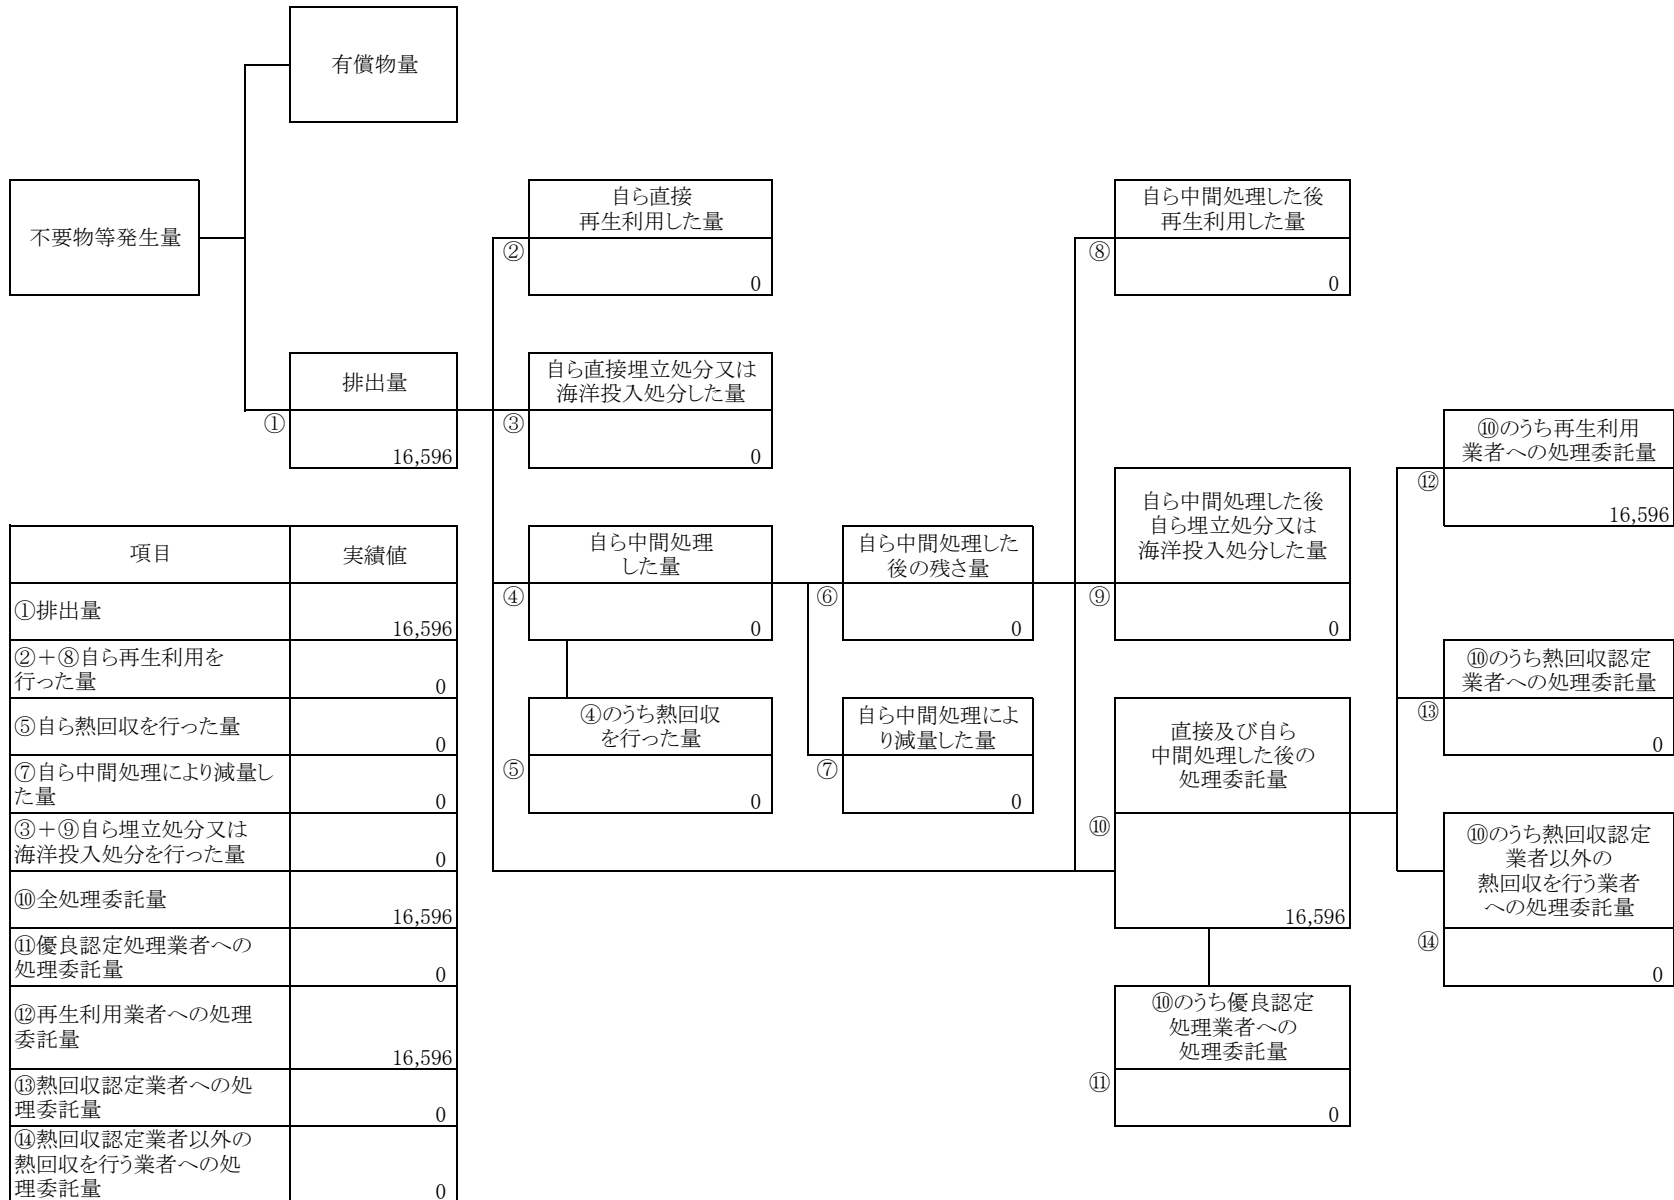 有償物量
不要物等発生量
排出量
①
16,596
自ら直接
再生利用した量
②
0
自ら直接埋立処分又は
海洋投入処分した量
③
0
自ら中間処理
した量
④
0
④のうち熱回収
を行った量
⑤
0
自ら中間処理した
後の残さ量
⑥
0
自ら中間処理によ
り減量した量
⑦
0
自ら中間処理した後
再生利用した量
⑧
0
自ら中間処理した後
自ら埋立処分又は
海洋投入処分した量
⑨
0
直接及び自ら
中間処理した後の
処理委託量
⑩
16,596
⑩のうち優良認定
処理業者への
処理委託量
⑪
0
⑩のうち再生利用
業者への処理委託量
⑫
16,596
⑩のうち熱回収認定
業者への処理委託量
⑬
0
⑩のうち熱回収認定
業者以外の
熱回収を行う業者
への処理委託量
⑭
0
項目 実績値
①排出量
16,596
②＋⑧自ら再生利用を
行った量
0
⑤自ら熱回収を行った量
0
⑦自ら中間処理により減量し
た量
0
③＋⑨自ら埋立処分又は
海洋投入処分を行った量
0
⑩全処理委託量
16,596
⑪優良認定処理業者への
処理委託量
0
⑫再生利用業者への処理
委託量
16,596
⑬熱回収認定業者への処
理委託量
0
⑭熱回収認定業者以外の
熱回収を行う業者への処
理委託量
0